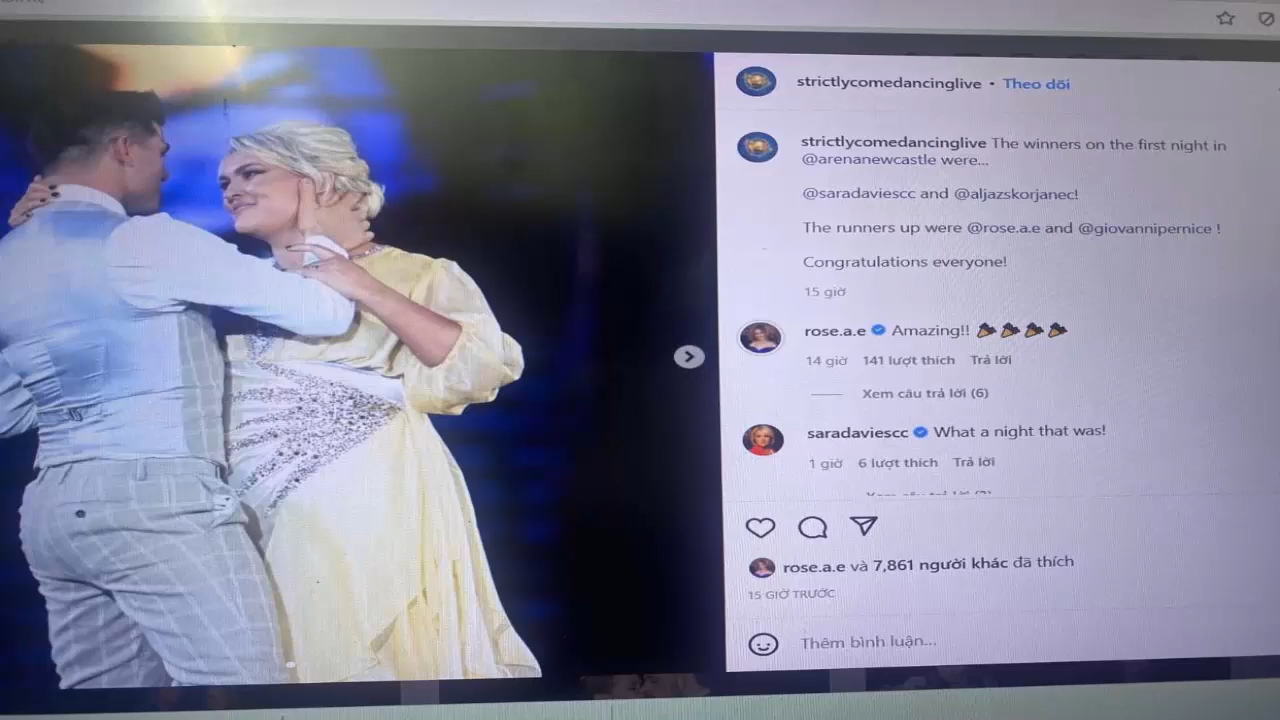 strictlycomedancinglive • Theo dõi
strictlycomedancinglive The winners on the first night in
@arenanewcastle were...
@saradaviescc and @aljazskorjanec!
The runners up were @rose.a.e and @giovannipernice !
Congratulations everyone!
15 giờ
rose.a.e Amazing!! 🎉🎉🎉🎉
14 giờ 141 lượt thích Trả lời
Xem câu trả lời (6)
saradaviescc What a night that was!
1 giờ 6 lượt thích Trả lời
rose.a.e và 7,861 người khác đã thích
15 GIỜ TRƯỚC
Thêm bình luận...